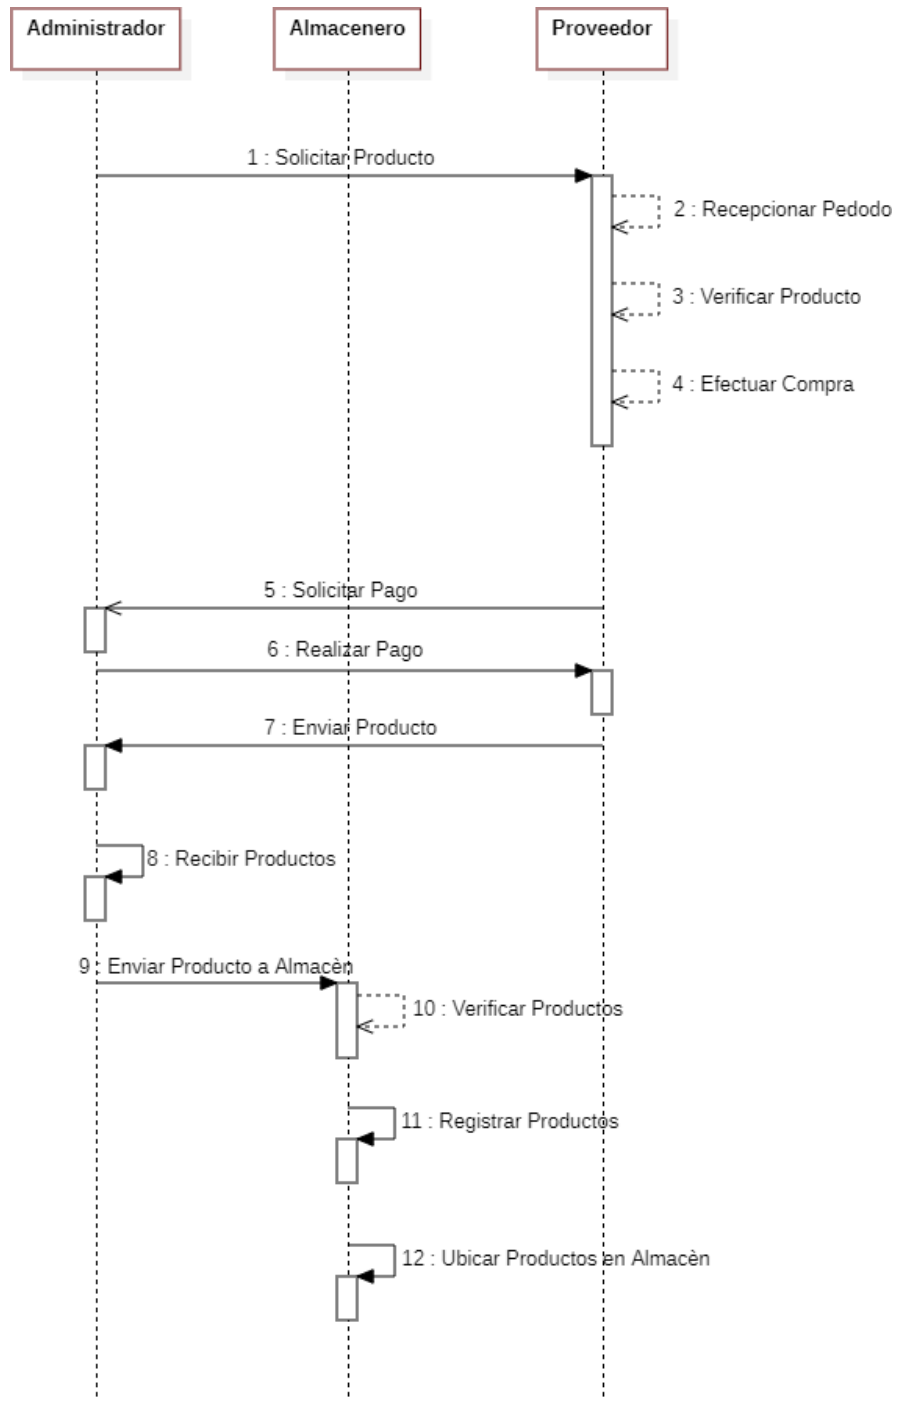 Administrador
Almacenero
Proveedor
1 : Solicitar Producto
2 : Recepcionar Pedodo
3 : Verificar Producto
4 : Efectuar Compra
5 : Solicitar Pago
6 : Realizar Pago
7 : Enviar Producto
8 : Recibir Productos
9 : Enviar Producto a Almacèn
10 : Verificar Productos
11 : Registrar Productos
12 : Ubicar Productos en Almacèn